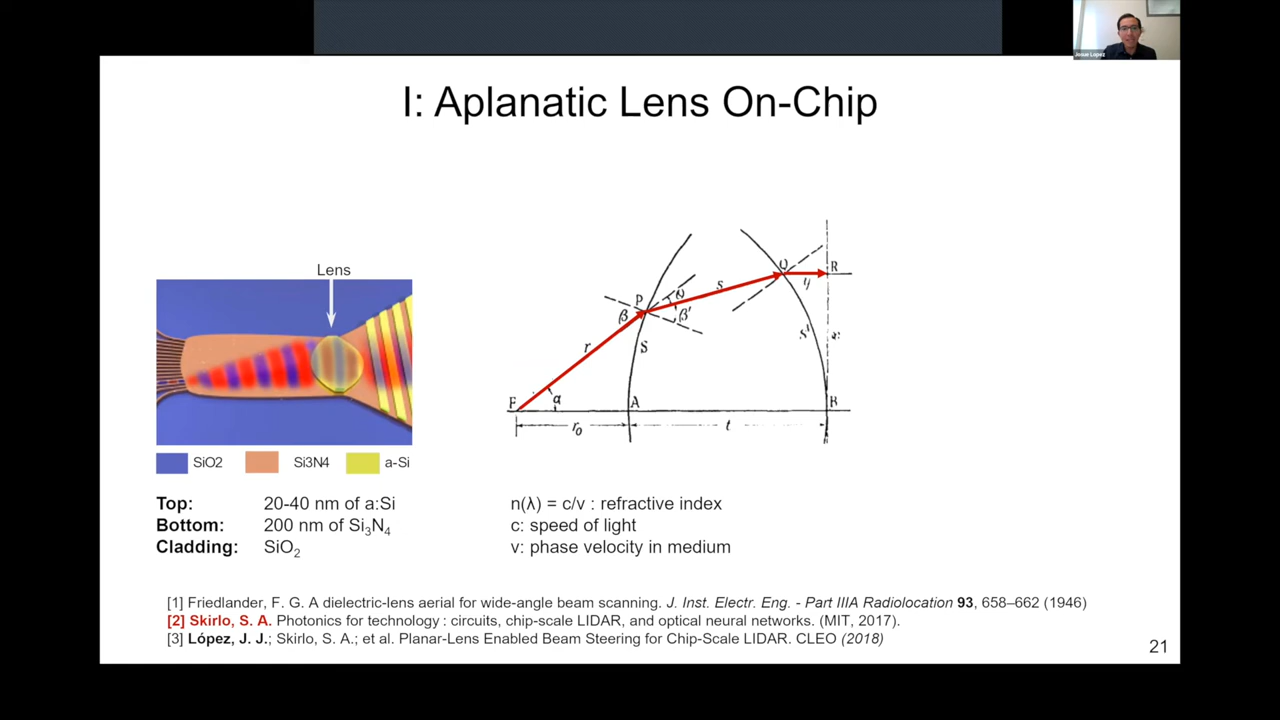 Josue López
I: Aplanatic Lens On-Chip
Lens
SiO2 Si3N4 a-Si
Top: 20-40 nm of a:Si
Bottom: 200 nm of Si₃N₄
Cladding: SiO₂
P
β
r
S
F
α
A
r₀
t
s
β'
Q
R
y
S'
B
n(λ) = c/v : refractive index
c: speed of light
v: phase velocity in medium
[1] Friedlander, F. G. A dielectric-lens aerial for wide-angle beam scanning. J. Inst. Electr. Eng. - Part IIIA Radiolocation 93, 658–662 (1946)
[2] Skirlo, S. A. Photonics for technology : circuits, chip-scale LIDAR, and optical neural networks. (MIT, 2017).
[3] López, J. J.; Skirlo, S. A.; et al. Planar-Lens Enabled Beam Steering for Chip-Scale LIDAR. CLEO (2018)
21